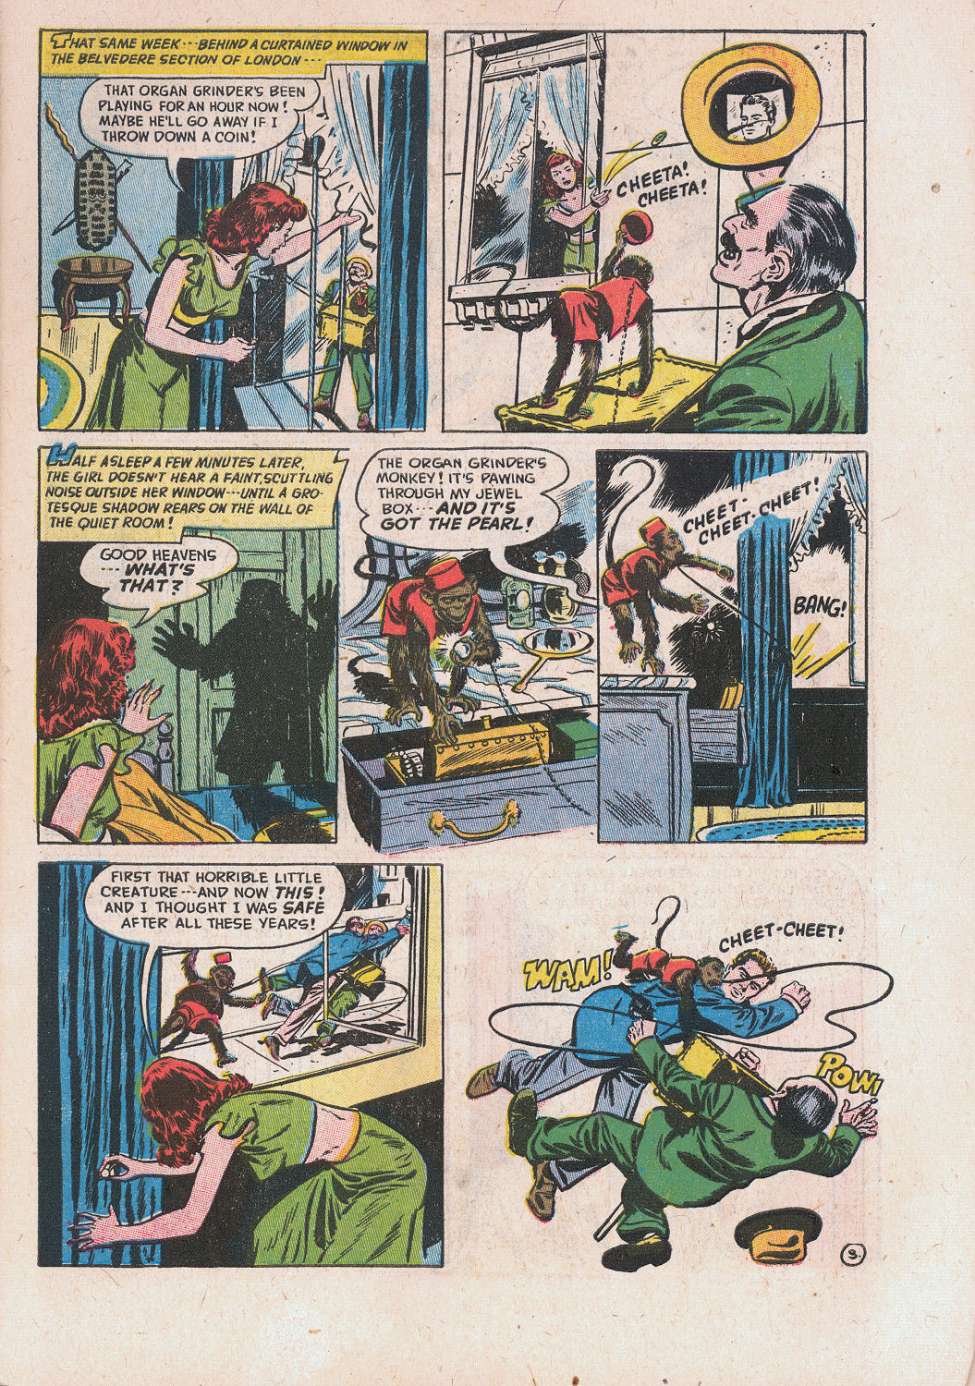 THAT SAME WEEK---BEHIND A CURTAINED WINDOW IN
THE BELVEDERE SECTION OF LONDON---
THAT ORGAN GRINDER'S BEEN
PLAYING FOR AN HOUR NOW!
MAYBE HE'LL GO AWAY IF I
THROW DOWN A COIN!
CHEETA!
CHEETA!
HALF ASLEEP A FEW MINUTES LATER,
THE GIRL DOESN'T HEAR A FAINT, SCUTTLING
NOISE OUTSIDE HER WINDOW---UNTIL A GRO-
TESQUE SHADOW REARS ON THE WALL OF
THE QUIET ROOM!
GOOD HEAVENS
---WHAT'S
THAT?
THE ORGAN GRINDER'S
MONKEY! IT'S PAWING
THROUGH MY JEWEL
BOX---AND IT'S
GOT THE PEARL!
CHEET-
CHEET-CHEET!
BANG!
FIRST THAT HORRIBLE LITTLE
CREATURE---AND NOW THIS!
AND I THOUGHT I WAS SAFE
AFTER ALL THESE YEARS!
CHEET-CHEET!
WAM!
POW!
3.